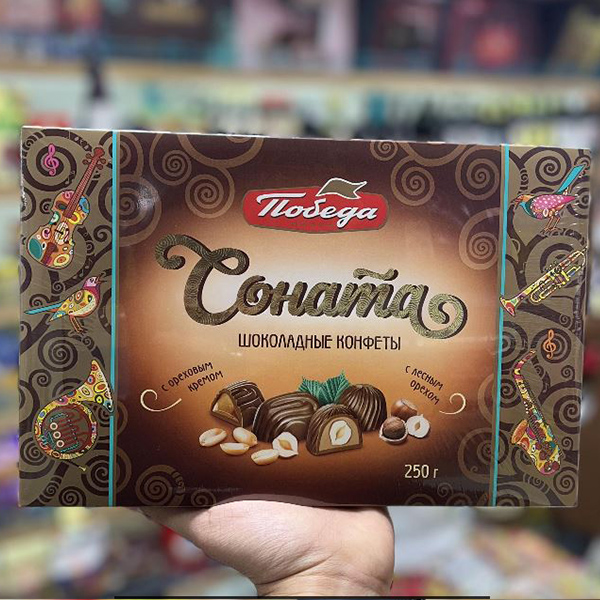 Победа
Соната
ШОКОЛАДНЫЕ КОНФЕТЫ
с ореховым
кремом
с лесным
орехом
250 г